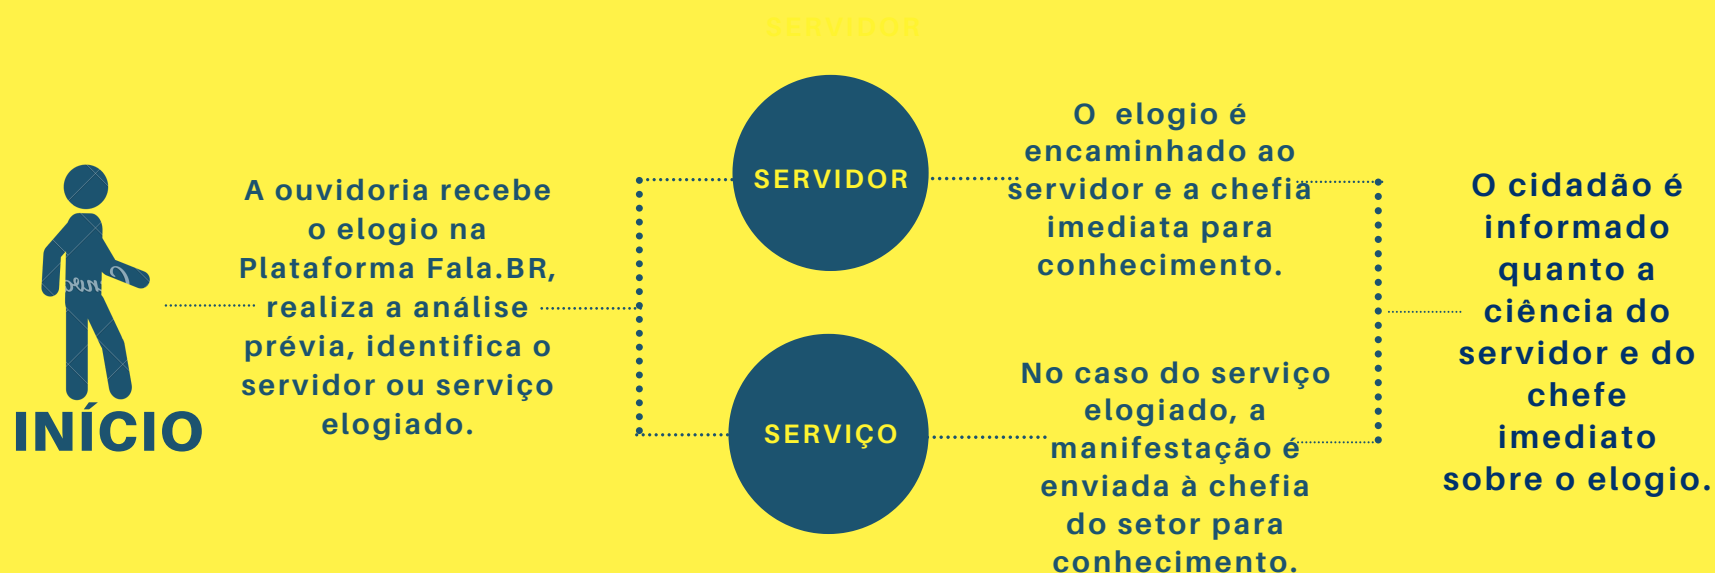 SERVIDOR
INÍCIO
A ouvidoria recebe
o elogio na
Plataforma Fala.BR,
realiza a análise
prévia, identifica o
servidor ou serviço
elogiado.
SERVIDOR
O elogio é
encaminhado ao
servidor e a chefia
imediata para
conhecimento.
SERVIÇO
No caso do serviço
elogiado, a
manifestação é
enviada à chefia
do setor para
conhecimento.
O cidadão é
informado
quanto a
ciência do
servidor e do
chefe
imediato
sobre o elogio.